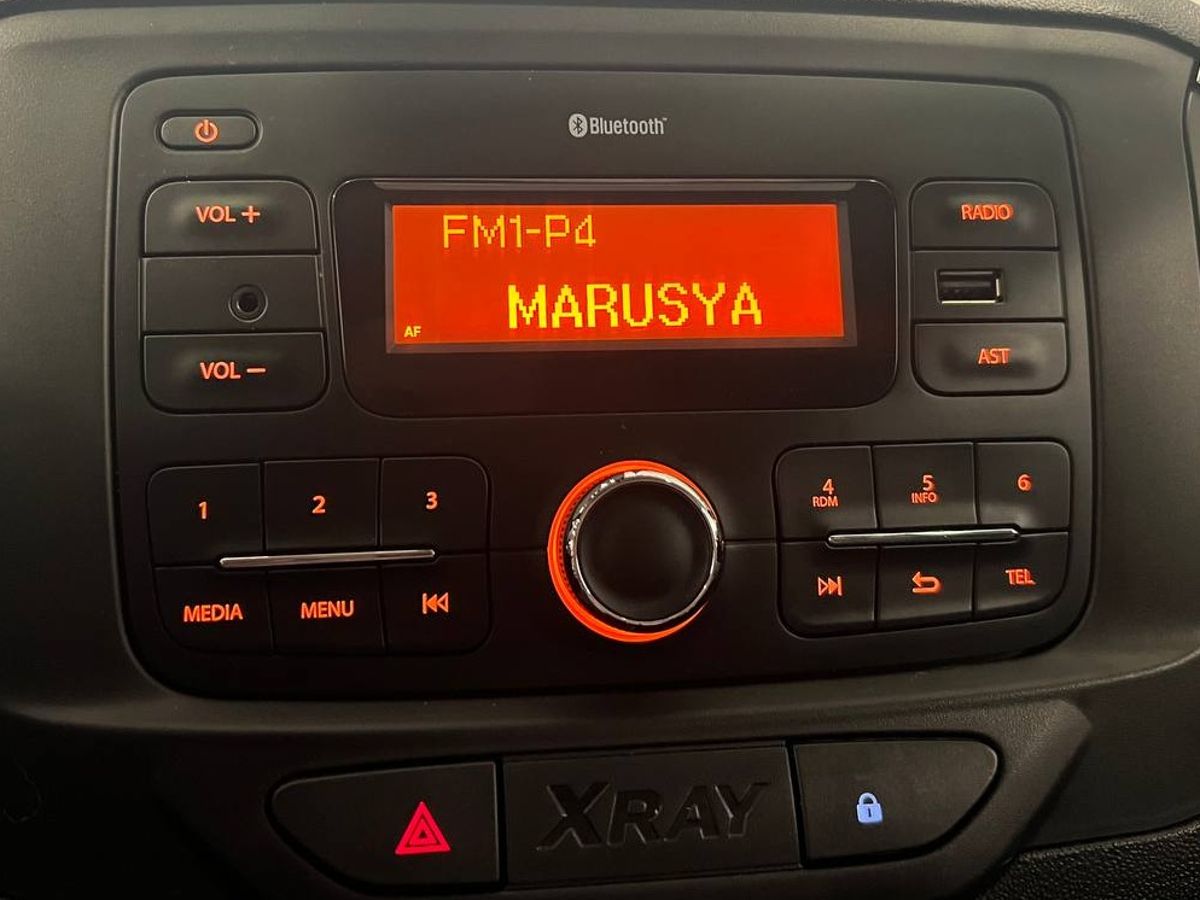 Bluetooth™
VOL +
FM1-P4
RADIO
MARUSYA
AF
VOL −
AST
1
2
3
4
RDM
5
INFO
6
MEDIA
MENU
TEL
XRAY